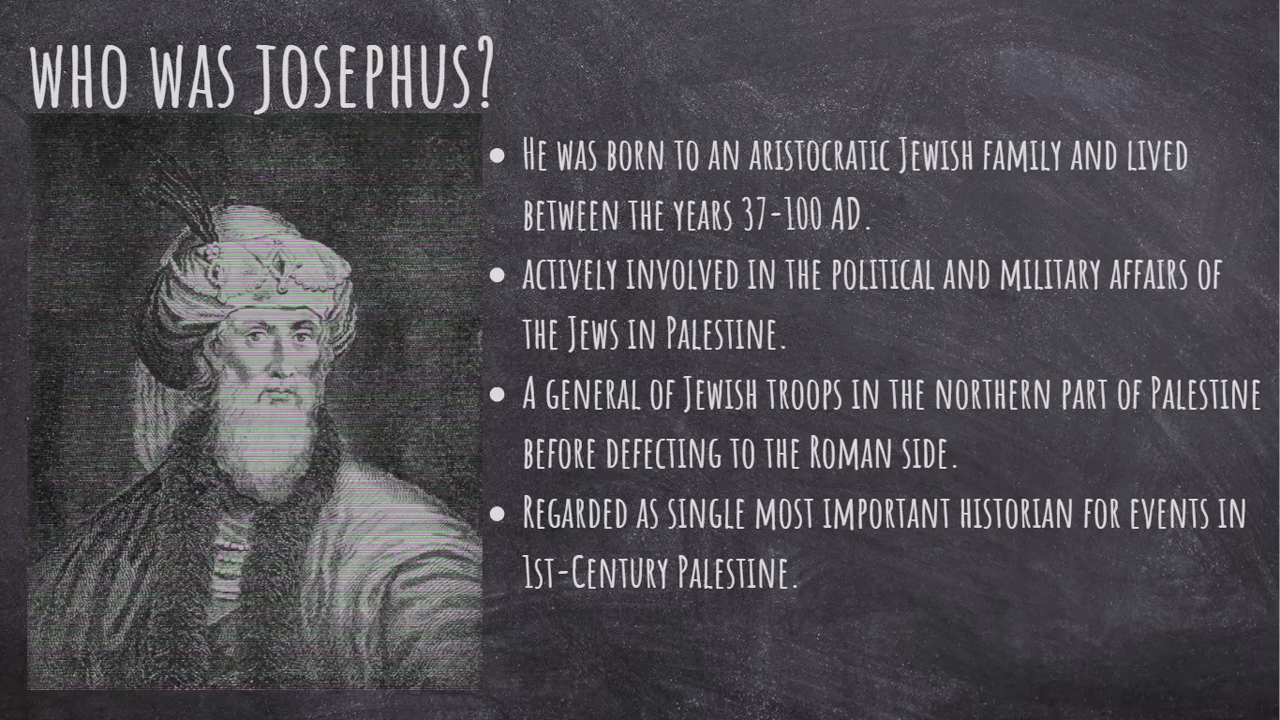 WHO WAS JOSEPHUS?
• HE WAS BORN TO AN ARISTOCRATIC JEWISH FAMILY AND LIVED
BETWEEN THE YEARS 37-100 AD.
• ACTIVELY INVOLVED IN THE POLITICAL AND MILITARY AFFAIRS OF
THE JEWS IN PALESTINE.
• A GENERAL OF JEWISH TROOPS IN THE NORTHERN PART OF PALESTINE
BEFORE DEFECTING TO THE ROMAN SIDE.
• REGARDED AS SINGLE MOST IMPORTANT HISTORIAN FOR EVENTS IN
1ST-CENTURY PALESTINE.